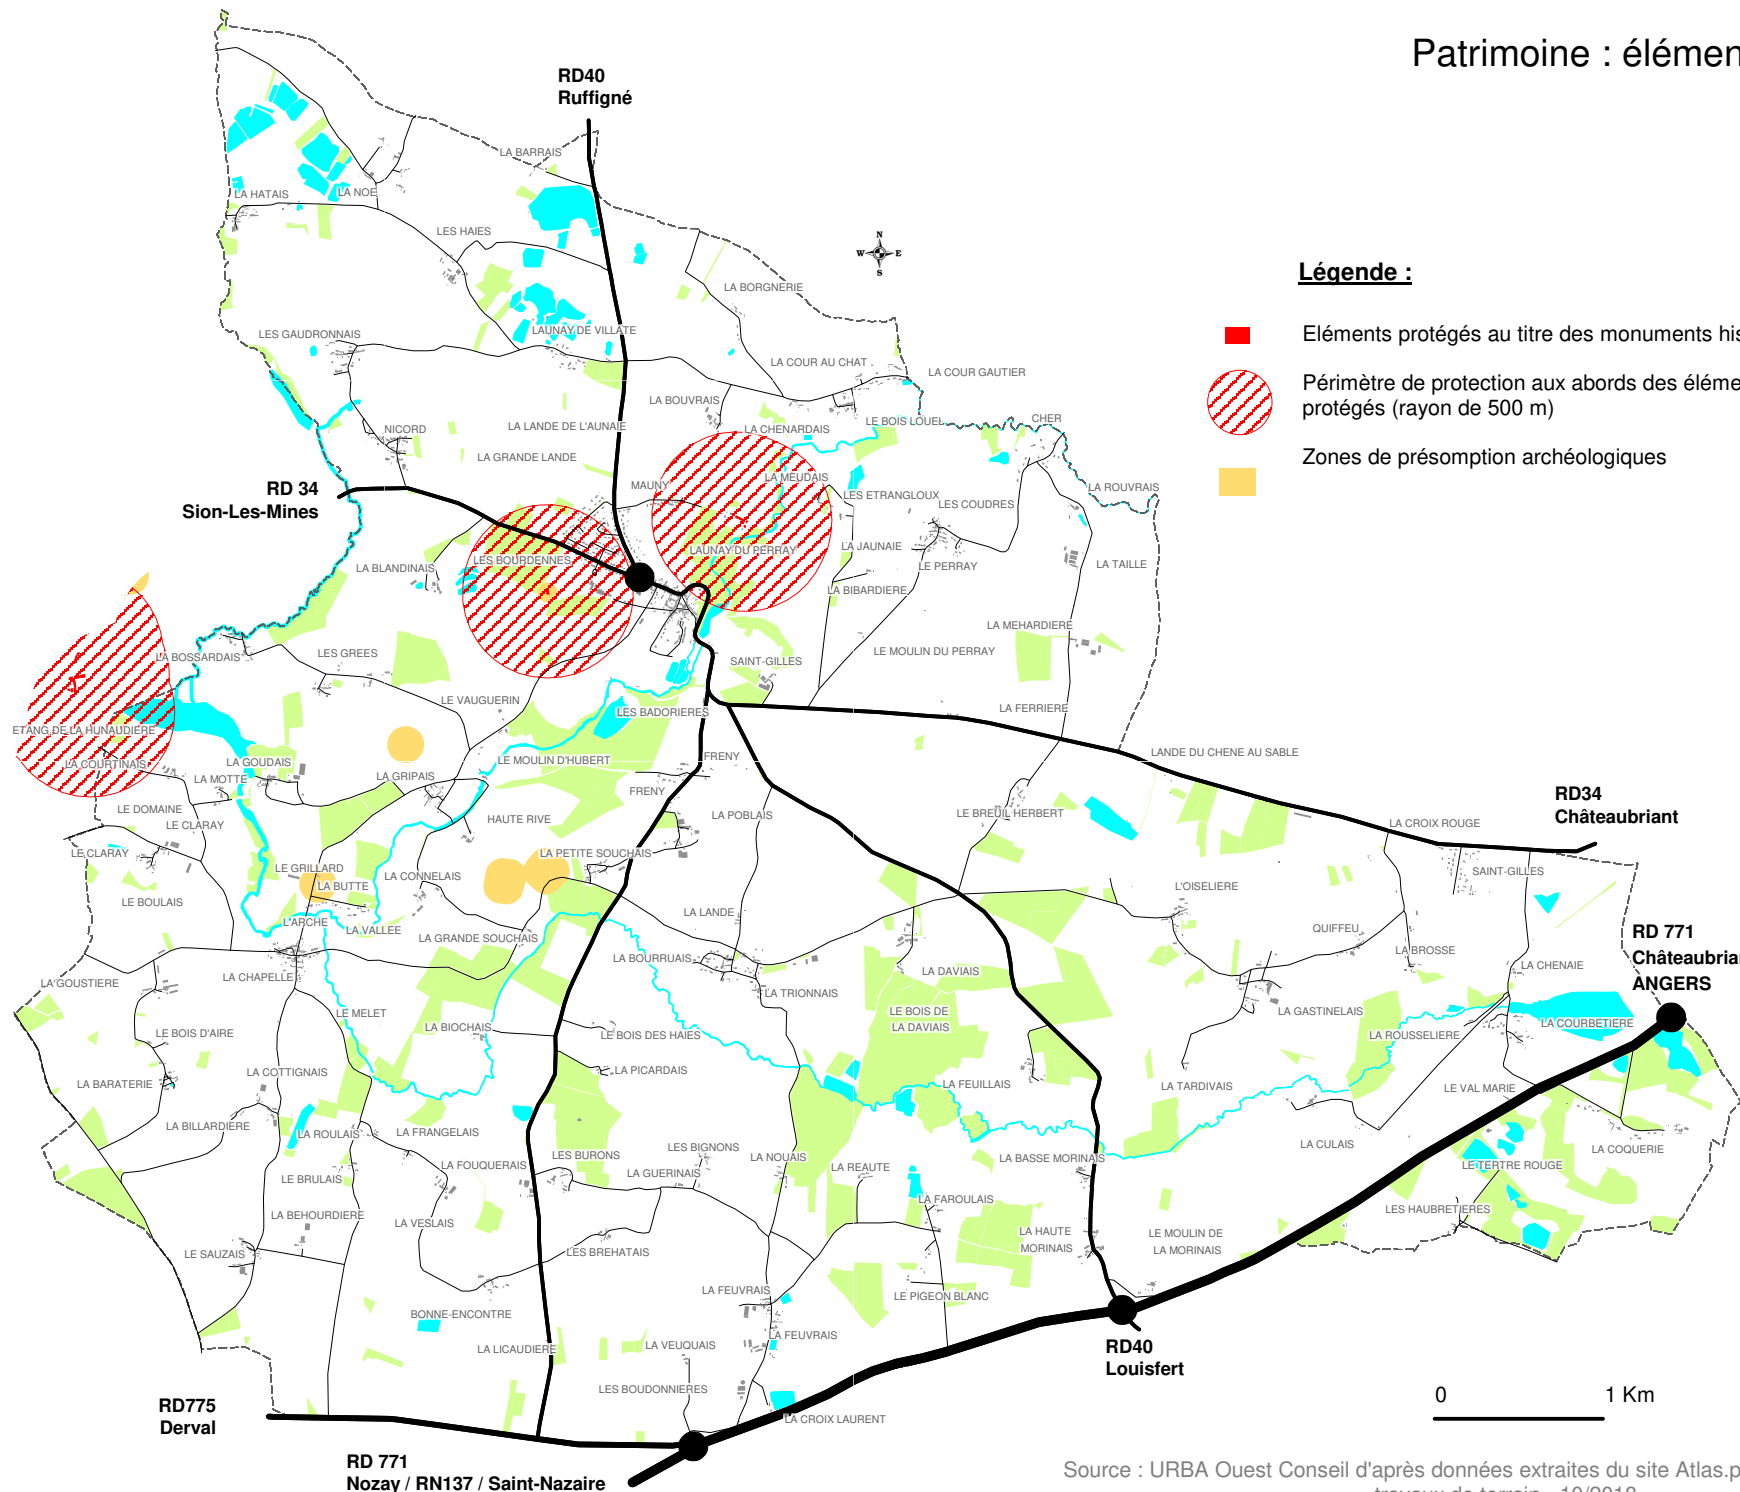 Patrimoine : élémen
RD40
Ruffigné
LA BARRAIS
LA HATAIS
LA NOE
LES HAIES
N
W E
S
Légende :
LA BORGNERIE
LES GAUDRONNAIS
LAUNAY DE VILLATE
Eléments protégés au titre des monuments his
LA COUR AU CHAT
LA COUR GAUTIER
Périmètre de protection aux abords des éléme
protégés (rayon de 500 m)
LA BOUVRAIS
NICORD
LA LANDE DE L'AUNAIE
LA CHENARDAIS
LE BOIS LOUEL
CHER
LA GRANDE LANDE
Zones de présomption archéologiques
RD 34
Sion-Les-Mines
MAUNY
LA MEUDAIS
LES ETRANGLOUX
LES COUDRES
LA ROUVRAIS
LA BLANDINAIS
LES BOURDENNES
LAUNAY DU PERRAY
LA JAUNAIE
LE PERRAY
LA TAILLE
LA BIBARDIERE
LA MEHARDIERE
LA BOSSARDAIS
LES GREES
SAINT-GILLES
LE MOULIN DU PERRAY
LE VAUGUERIN
LES BADORIERES
LA FERRIERE
ETANG DE LA HUNAUDIERE
LA COURTINAIS
LA GOUDAIS
LE MOULIN D'HUBERT
FRENY
LANDE DU CHENE AU SABLE
LA MOTTE
LA GRIPAIS
FRENY
RD34
Châteaubriant
LE DOMAINE
LE CLARAY
HAUTE RIVE
LA POBLAIS
LE BREUIL HERBERT
LA CROIX ROUGE
LE CLARAY
LE GRILLARD
LA BUTTE
LA CONNELAIS
LA PETITE SOUCHAIS
L'OISELIERE
SAINT-GILLES
LE BOULAIS
L'ARCHE
LA VALLEE
LA GRANDE SOUCHAIS
LA LANDE
QUIFFEU
LA BROSSE
RD 771
Châteaubria
ANGERS
LA GOUSTIERE
LA CHAPELLE
LA BOURRUAIS
LA TRIONNAIS
LA DAVIAIS
LA CHENAIE
LE MELET
LA BIOCHAIS
LE BOIS D'AIRE
LE BOIS DES HAIES
LE BOIS DE
LA DAVIAIS
LA GASTINELAIS
LA ROUSSELIERE
LA COURBETIERE
LA BARATERIE
LA COTTIGNAIS
LA PICARDAIS
LA FEUILLAIS
LA TARDIVAIS
LE VAL MARIE
LA BILLARDIERE
LA ROULAIS
LA FRANGELAIS
LA CULAIS
LA COQUERIE
LES BURONS
LES BIGNONS
LA NOUAIS
LA REAUTE
LA BASSE MORINAIS
LE TERTRE ROUGE
LA FOUQUERAIS
LA GUERINAIS
LE BRULAIS
LA FAROULAIS
LES HAUBRETIERES
LA BEHOURDIERE
LA VESLAIS
LA HAUTE
MORINAIS
LE MOULIN DE
LA MORINAIS
LE SAUZAIS
LES BREHATAIS
LA FEUVRAIS
LE PIGEON BLANC
BONNE-ENCONTRE
LA FEUVRAIS
LA LICAUDIERE
LA VEUQUAIS
RD40
Louisfert
LES BOUDONNIERES
RD775
Derval
LA CROIX LAURENT
0 1 Km
RD 771
Nozay / RN137 / Saint-Nazaire
Source : URBA Ouest Conseil d'après données extraites du site Atlas.p
travaux de terrain - 10/2018